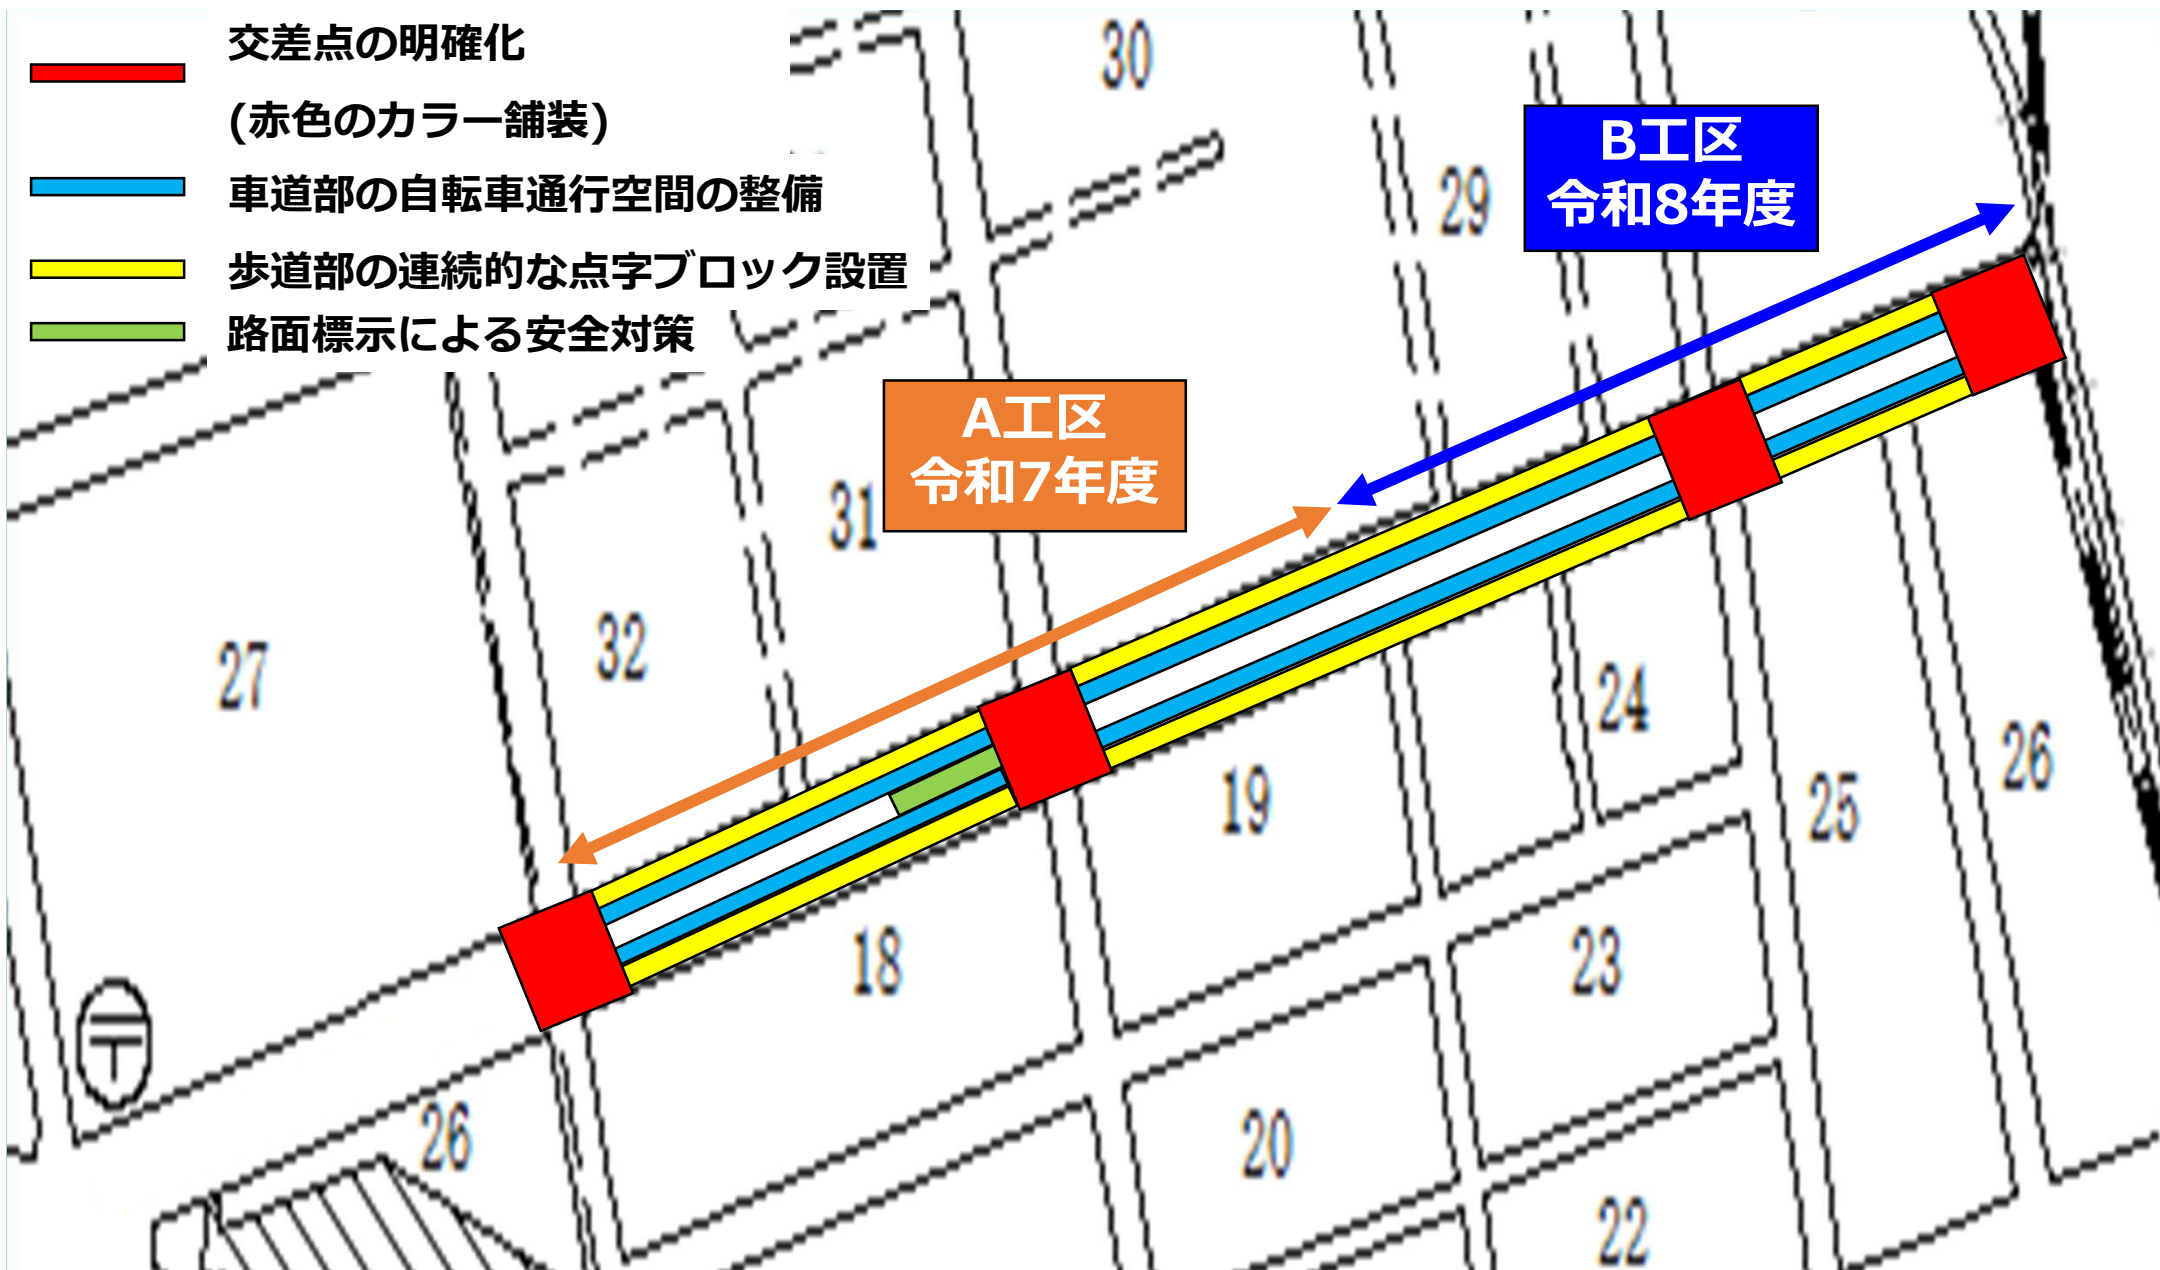 交差点の明確化
(赤色のカラー舗装)
車道部の自転車通行空間の整備
歩道部の連続的な点字ブロック設置
路面標示による安全対策
B工区
令和8年度
A工区
令和7年度
30
29
31
32
27
24
19
26
25
18
23
26
20
22